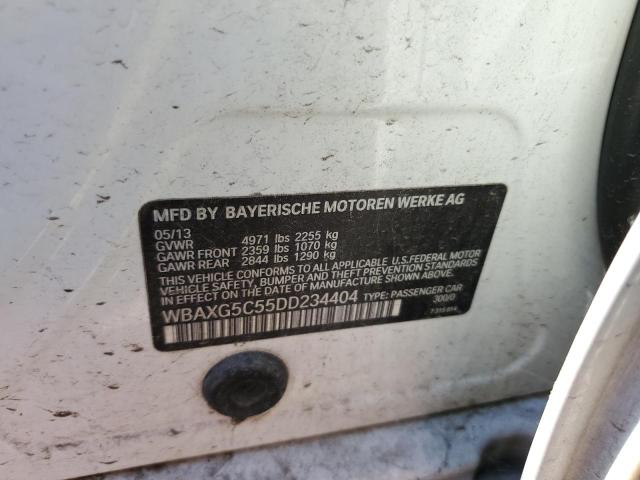 MFD BY BAYERISCHE MOTOREN WERKE AG
05/13
GVWR 4971 lbs 2255 kg
GAWR FRONT 2359 lbs 1070 kg
GAWR REAR 2844 lbs 1290 kg
THIS VEHICLE CONFORMS TO ALL APPLICABLE U.S.FEDERAL MOTOR
VEHICLE SAFETY, BUMPER AND THEFT PREVENTION STANDARDS
IN EFFECT ON THE DATE OF MANUFACTURE SHOWN ABOVE.
WBAXG5C55DD234404 TYPE: PASSENGER CAR
300/0